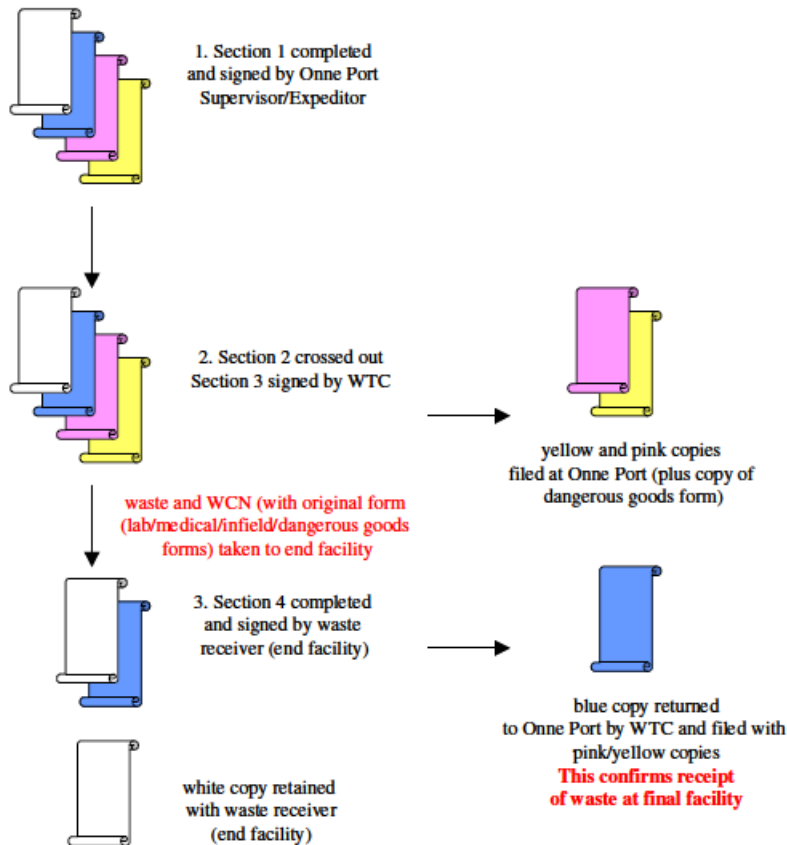 1. Section 1 completed
and signed by Onne Port
Supervisor/Expeditor
2. Section 2 crossed out
Section 3 signed by WTC
yellow and pink copies
filed at Onne Port (plus copy of
dangerous goods form)
waste and WCN (with original form
(lab/medical/infield/dangerous goods
forms) taken to end facility
3. Section 4 completed
and signed by waste
receiver (end facility)
blue copy returned
to Onne Port by WTC and filed with
pink/yellow copies
This confirms receipt
of waste at final facility
white copy retained
with waste receiver
(end facility)